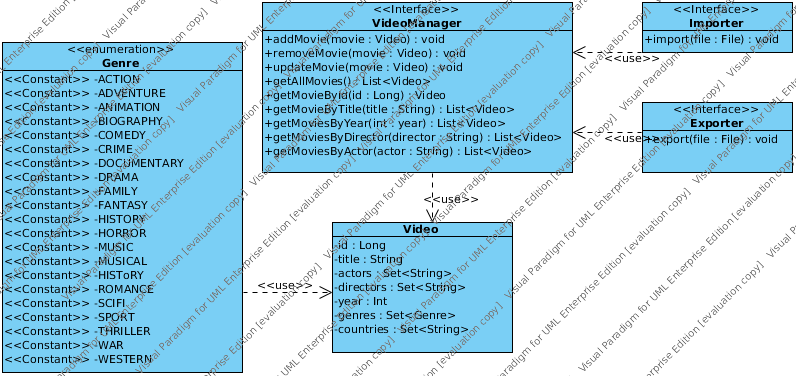 <<enumeration>>
Genre
<<Constant>> -ACTION
<<Constant>> -ADVENTURE
<<Constant>> -ANIMATION
<<Constant>> -BIOGRAPHY
<<Constant>> -COMEDY
<<Constant>> -CRIME
<<Constant>> -DOCUMENTARY
<<Constant>> -DRAMA
<<Constant>> -FAMILY
<<Constant>> -FANTASY
<<Constant>> -HISTORY
<<Constant>> -HORROR
<<Constant>> -MUSIC
<<Constant>> -MUSICAL
<<Constant>> -HISToRY
<<Constant>> -ROMANCE
<<Constant>> -SCIFI
<<Constant>> -SPORT
<<Constant>> -THRILLER
<<Constant>> -WAR
<<Constant>> -WESTERN
<<Interface>>
VideoManager
+addMovie(movie : Video) : void
+removeMovie(movie : Video) : void
+updateMovie(movie : Video) : void
+getAllMovies() : List<Video>
+getMovieById(id : Long) : Video
+getMovieByTitle(title : String) : List<Video>
+getMoviesByYear(int : year) : List<Video>
+getMoviesByDirector(director : String) : List<Video>
+getMoviesByActor(actor : String) : List<Video>
<<Interface>>
Importer
+import(file : File) : void
<<use>>
<<Interface>>
Exporter
+export(file : File) : void
<<use>>
<<use>>
<<use>>
Video
-id : Long
-title : String
-actors : Set<String>
-directors : Set<String>
-year : Int
-genres : Set<Genre>
-countries : Set<String>
Visual Paradigm for UML Enterprise Edition [evaluation copy]